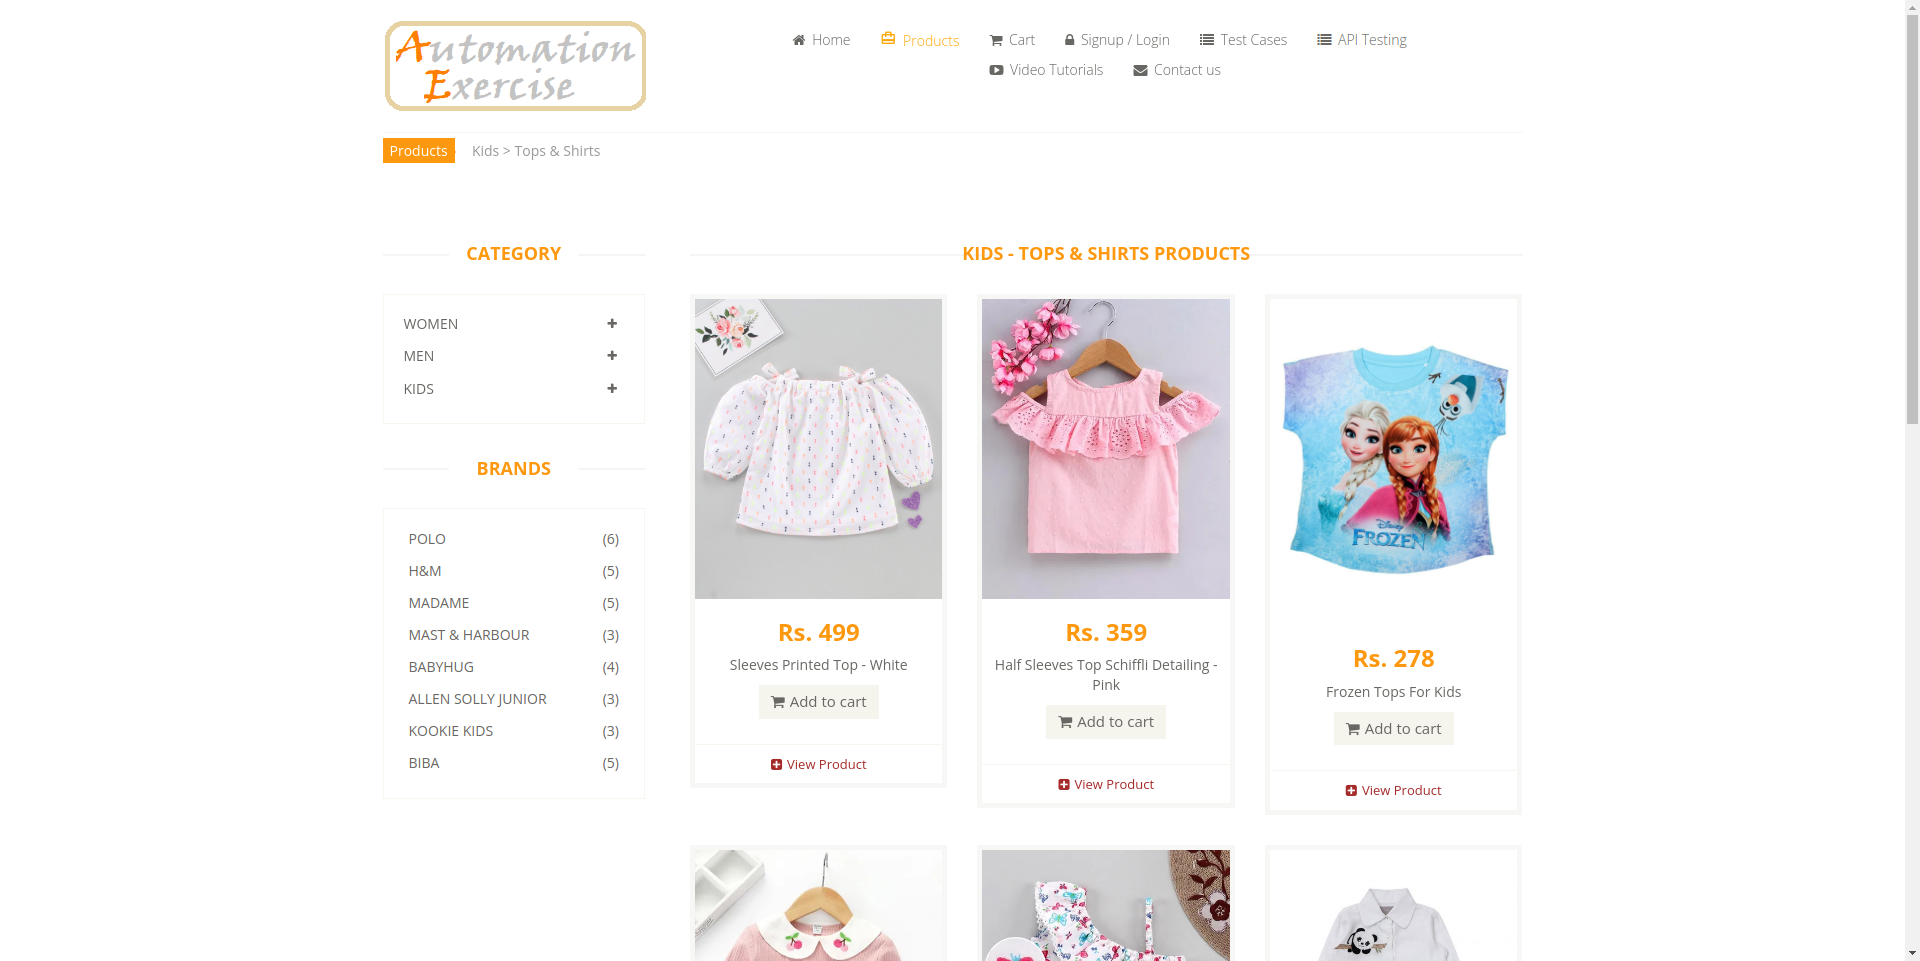 Automation
Exercise
Home
Products
Cart
Signup / Login
Test Cases
API Testing
Video Tutorials
Contact us
Products
Kids > Tops & Shirts
CATEGORY
WOMEN
MEN
KIDS
BRANDS
POLO (6)
H&M (5)
MADAME (5)
MAST & HARBOUR (3)
BABYHUG (4)
ALLEN SOLLY JUNIOR (3)
KOOKIE KIDS (3)
BIBA (5)
KIDS - TOPS & SHIRTS PRODUCTS
Rs. 499
Sleeves Printed Top - White
Add to cart
View Product
Rs. 359
Half Sleeves Top Schiffli Detailing -
Pink
Add to cart
View Product
Disney
FROZEN
Rs. 278
Frozen Tops For Kids
Add to cart
View Product